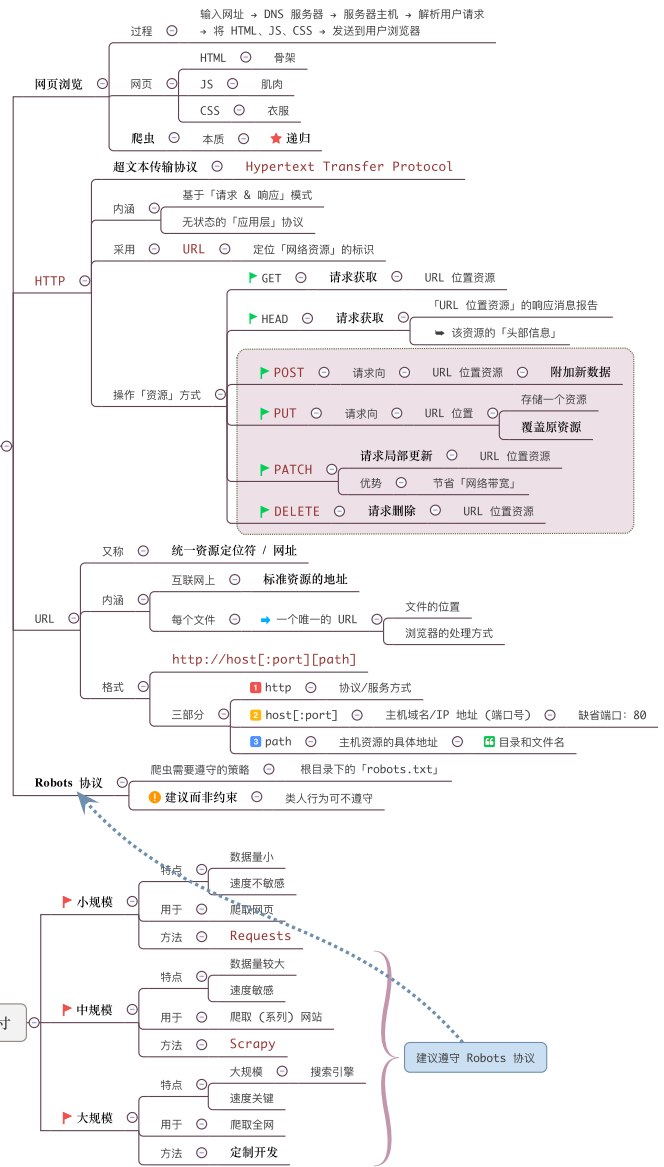 输入网址 → DNS 服务器 → 服务器主机 → 解析用户请求
过程
→ 将 HTML、JS、CSS → 发送到用户浏览器
HTML 骨架
网页浏览
网页
JS 肌肉
CSS 衣服
爬虫 本质 递归
超文本传输协议 Hypertext Transfer Protocol
基于「请求 & 响应」模式
内涵
无状态的「应用层」协议
采用 URL 定位「网络资源」的标识
HTTP
GET 请求获取 URL 位置资源
「URL 位置资源」的响应消息报告
HEAD 请求获取
➥ 该资源的「头部信息」
POST 请求向 URL 位置资源 附加新数据
操作「资源」方式
存储一个资源
PUT 请求向 URL 位置
覆盖原资源
请求局部更新 URL 位置资源
PATCH
优势 节省「网络带宽」
DELETE 请求删除 URL 位置资源
又称 统一资源定位符 / 网址
互联网上 标准资源的地址
内涵
文件的位置
每个文件 一个唯一的 URL
浏览器的处理方式
URL
http://host[:port][path]
格式
1 http 协议/服务方式
三部分
2 host[:port] 主机域名/IP 地址 (端口号) 缺省端口：80
3 path 主机资源的具体地址 目录和文件名
爬虫需要遵守的策略 根目录下的「robots.txt」
Robots 协议
建议而非约束 类人行为可不遵守
数据量小
特点
速度不敏感
小规模
用于 爬取网页
方法 Requests
数据量较大
特点
速度敏感
中规模
用于 爬取 (系列) 网站
寸
方法 Scrapy
建议遵守 Robots 协议
大规模 搜索引擎
特点
速度关键
大规模
用于 爬取全网
方法 定制开发